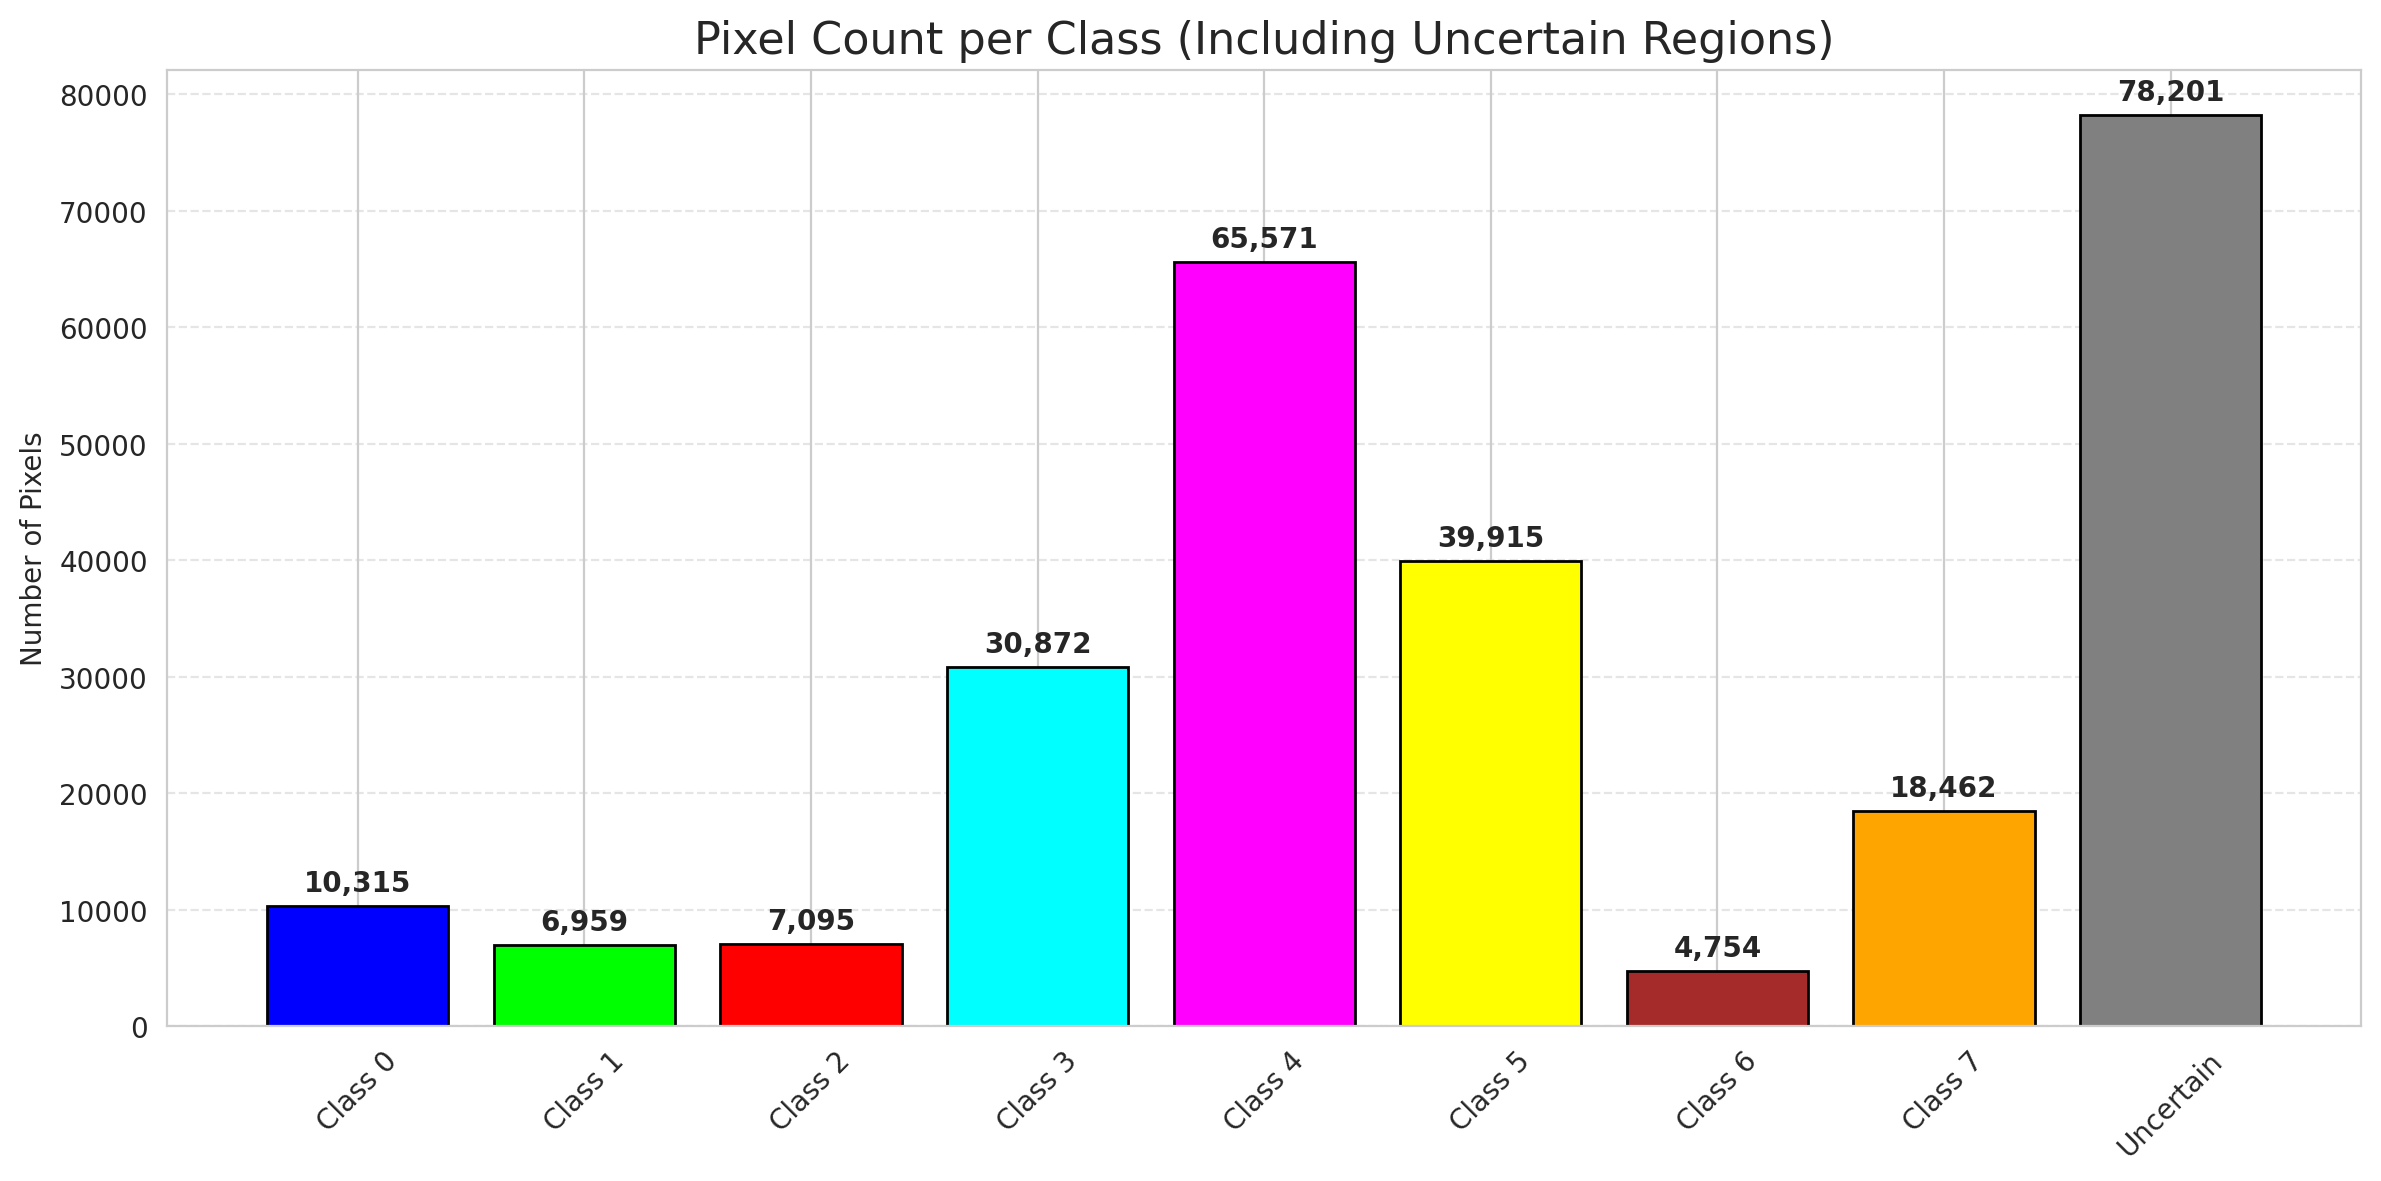 Pixel Count per Class (Including Uncertain Regions)
Number of Pixels
80000
70000
60000
50000
40000
30000
20000
10000
0
10,315
6,959
7,095
30,872
65,571
39,915
4,754
18,462
78,201
Class 0
Class 1
Class 2
Class 3
Class 4
Class 5
Class 6
Class 7
Uncertain